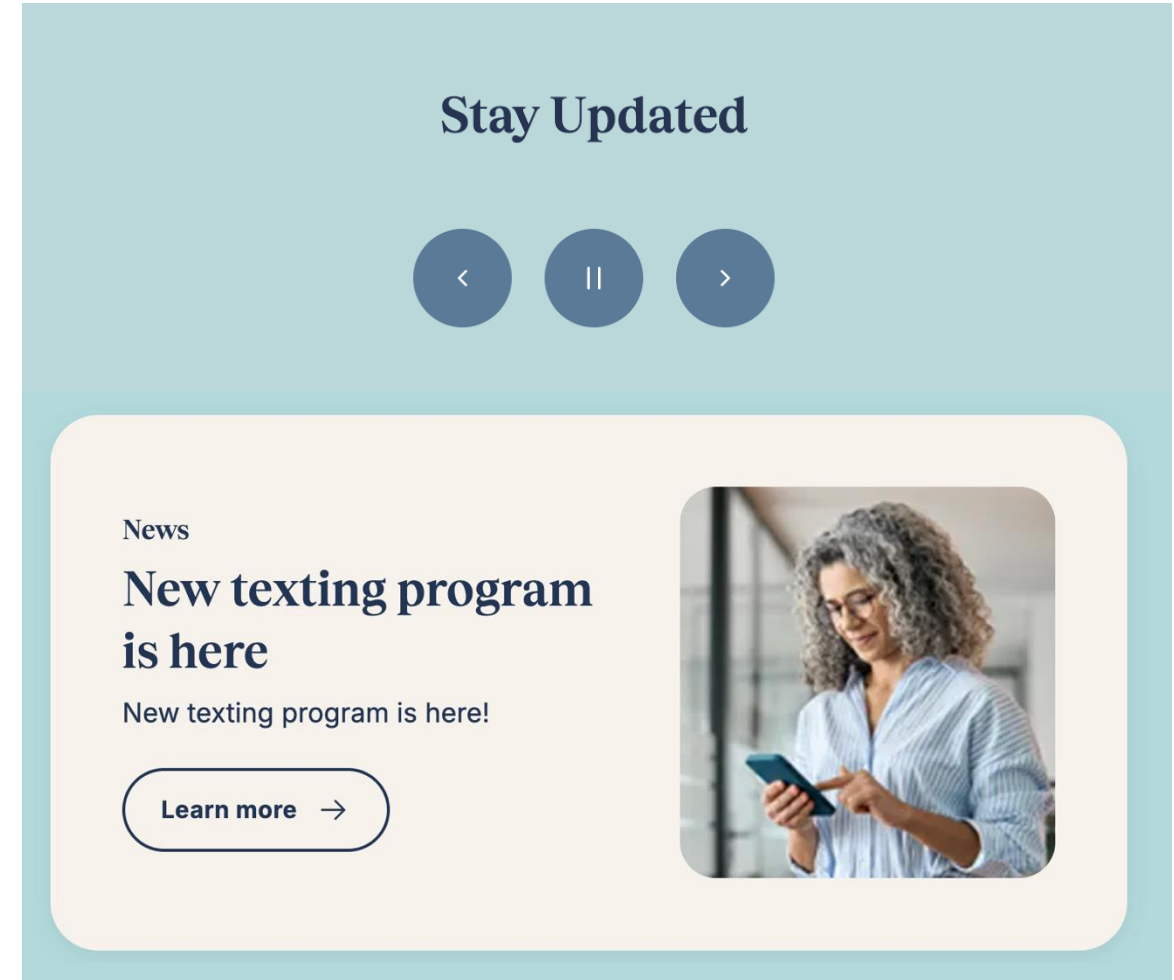 Stay Updated
News
New texting program
is here
New texting program is here!
Learn more →